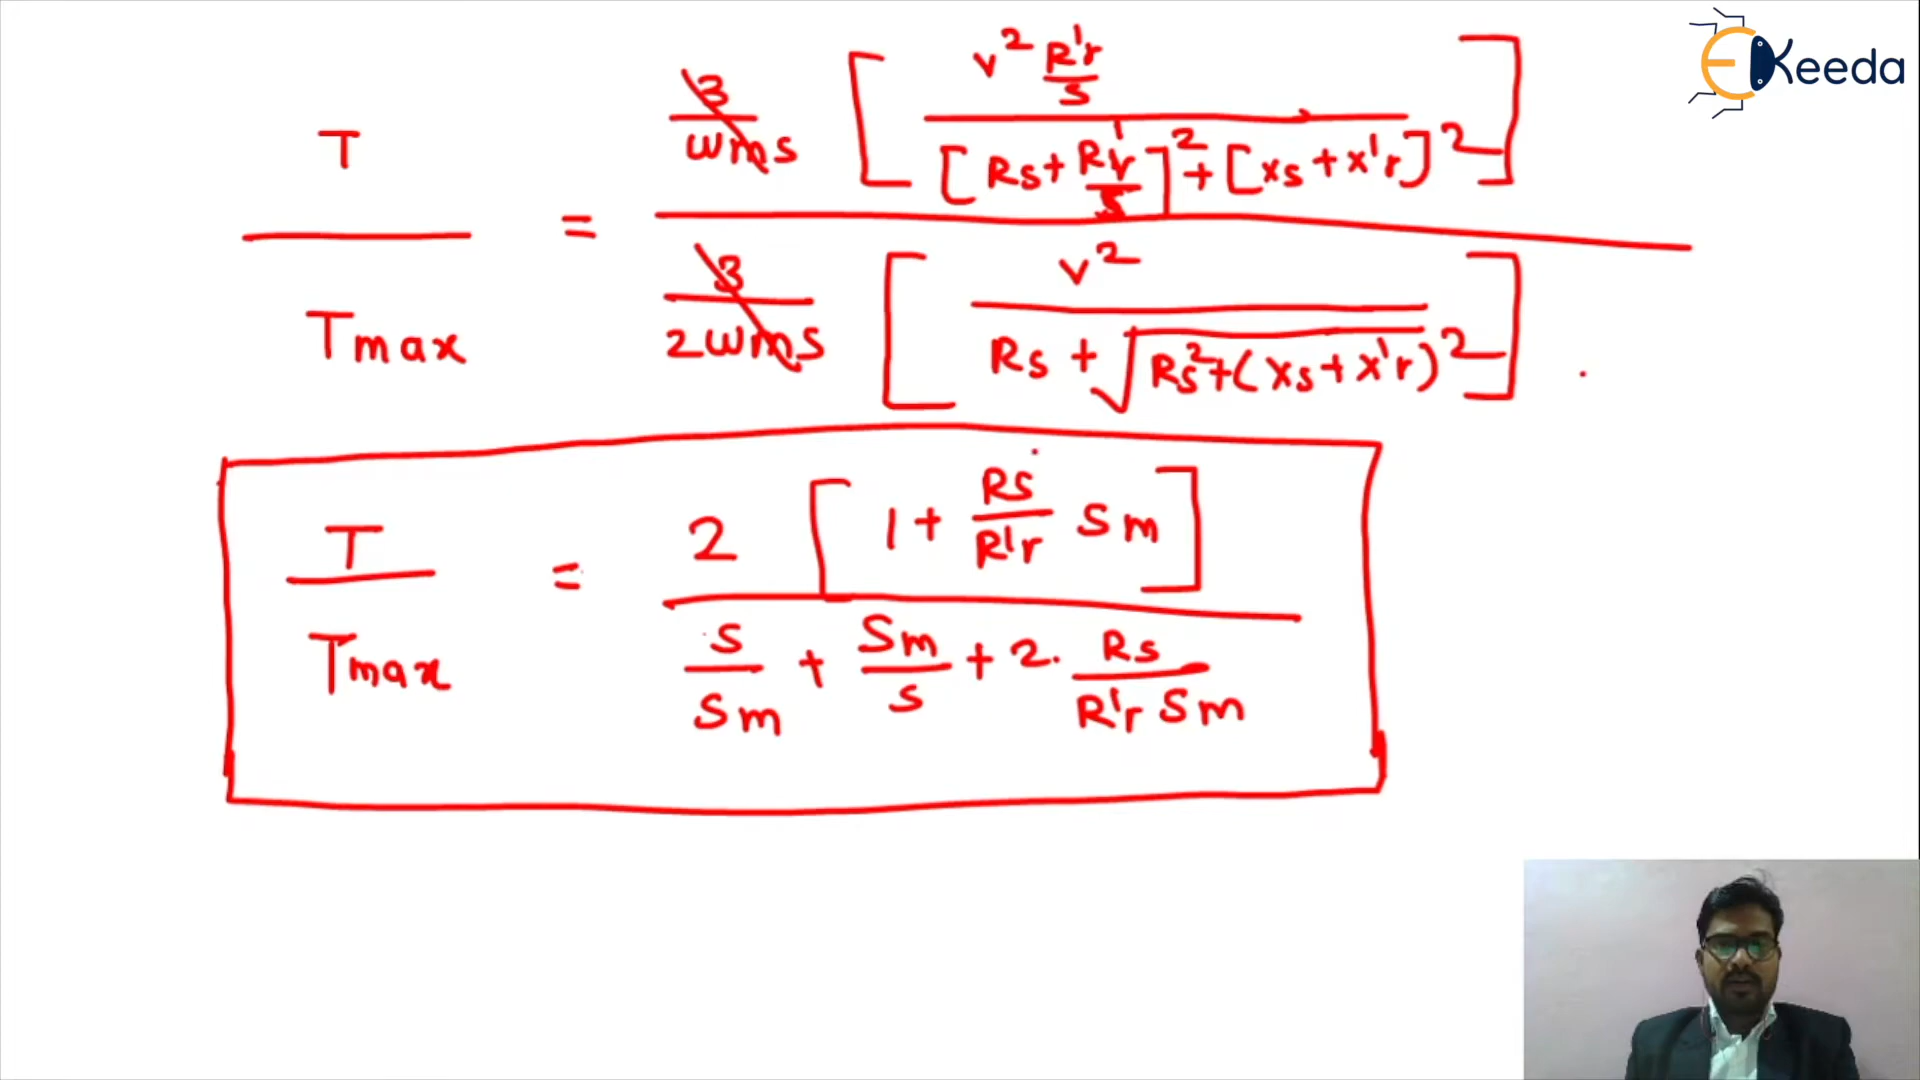 EKeeda
T / Tmax = 3/wms [ v² R'r/s / [Rs + R'r/s]² + [xs + x'r]² ] / 3/2wms [ v² / Rs + √Rs² + (xs + x'r)² ]
T / Tmax = 2 [ 1 + Rs/R'r Sm ] / s/Sm + Sm/s + 2. Rs/R'r Sm